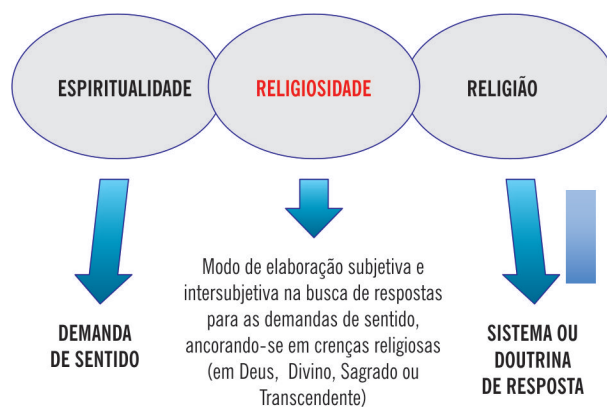 ESPIRITUALIDADE
RELIGIOSIDADE
RELIGIÃO
DEMANDA
DE SENTIDO
Modo de elaboração subjetiva e
intersubjetiva na busca de respostas
para as demandas de sentido,
ancorando-se em crenças religiosas
(em Deus, Divino, Sagrado ou
Transcendente)
SISTEMA OU
DOUTRINA
DE RESPOSTA